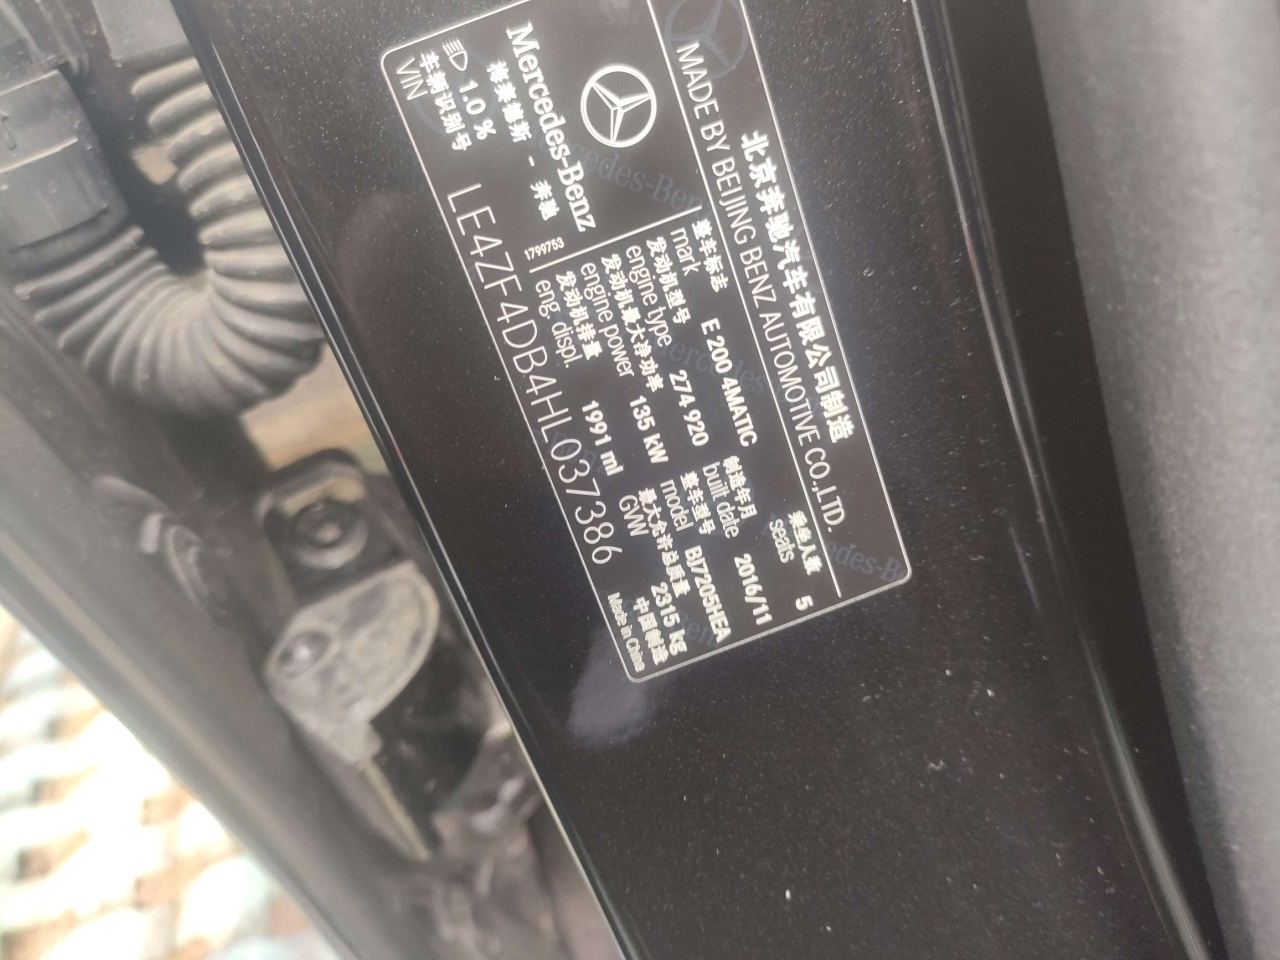 北京奔驰汽车有限公司制造
MADE BY BEIJING BENZ AUTOMOTIVE CO.,LTD.
Mercedes-Benz
梅赛德斯 - 奔驰
1.0 %
1799753
整车标志
mark
E 200 4MATIC
乘坐人数
seats
5
发动机型号
engine type
274 920
制造年月
built date
2016/11
发动机最大净功率
engine power
135 kW
整车型号
model
BJ7205HEA
发动机排量
eng. displ.
1991 ml
最大允许总质量
GVW
2315 kg
车辆识别号
VIN
LE4ZF4DB4HL037386
中国制造
Made in China